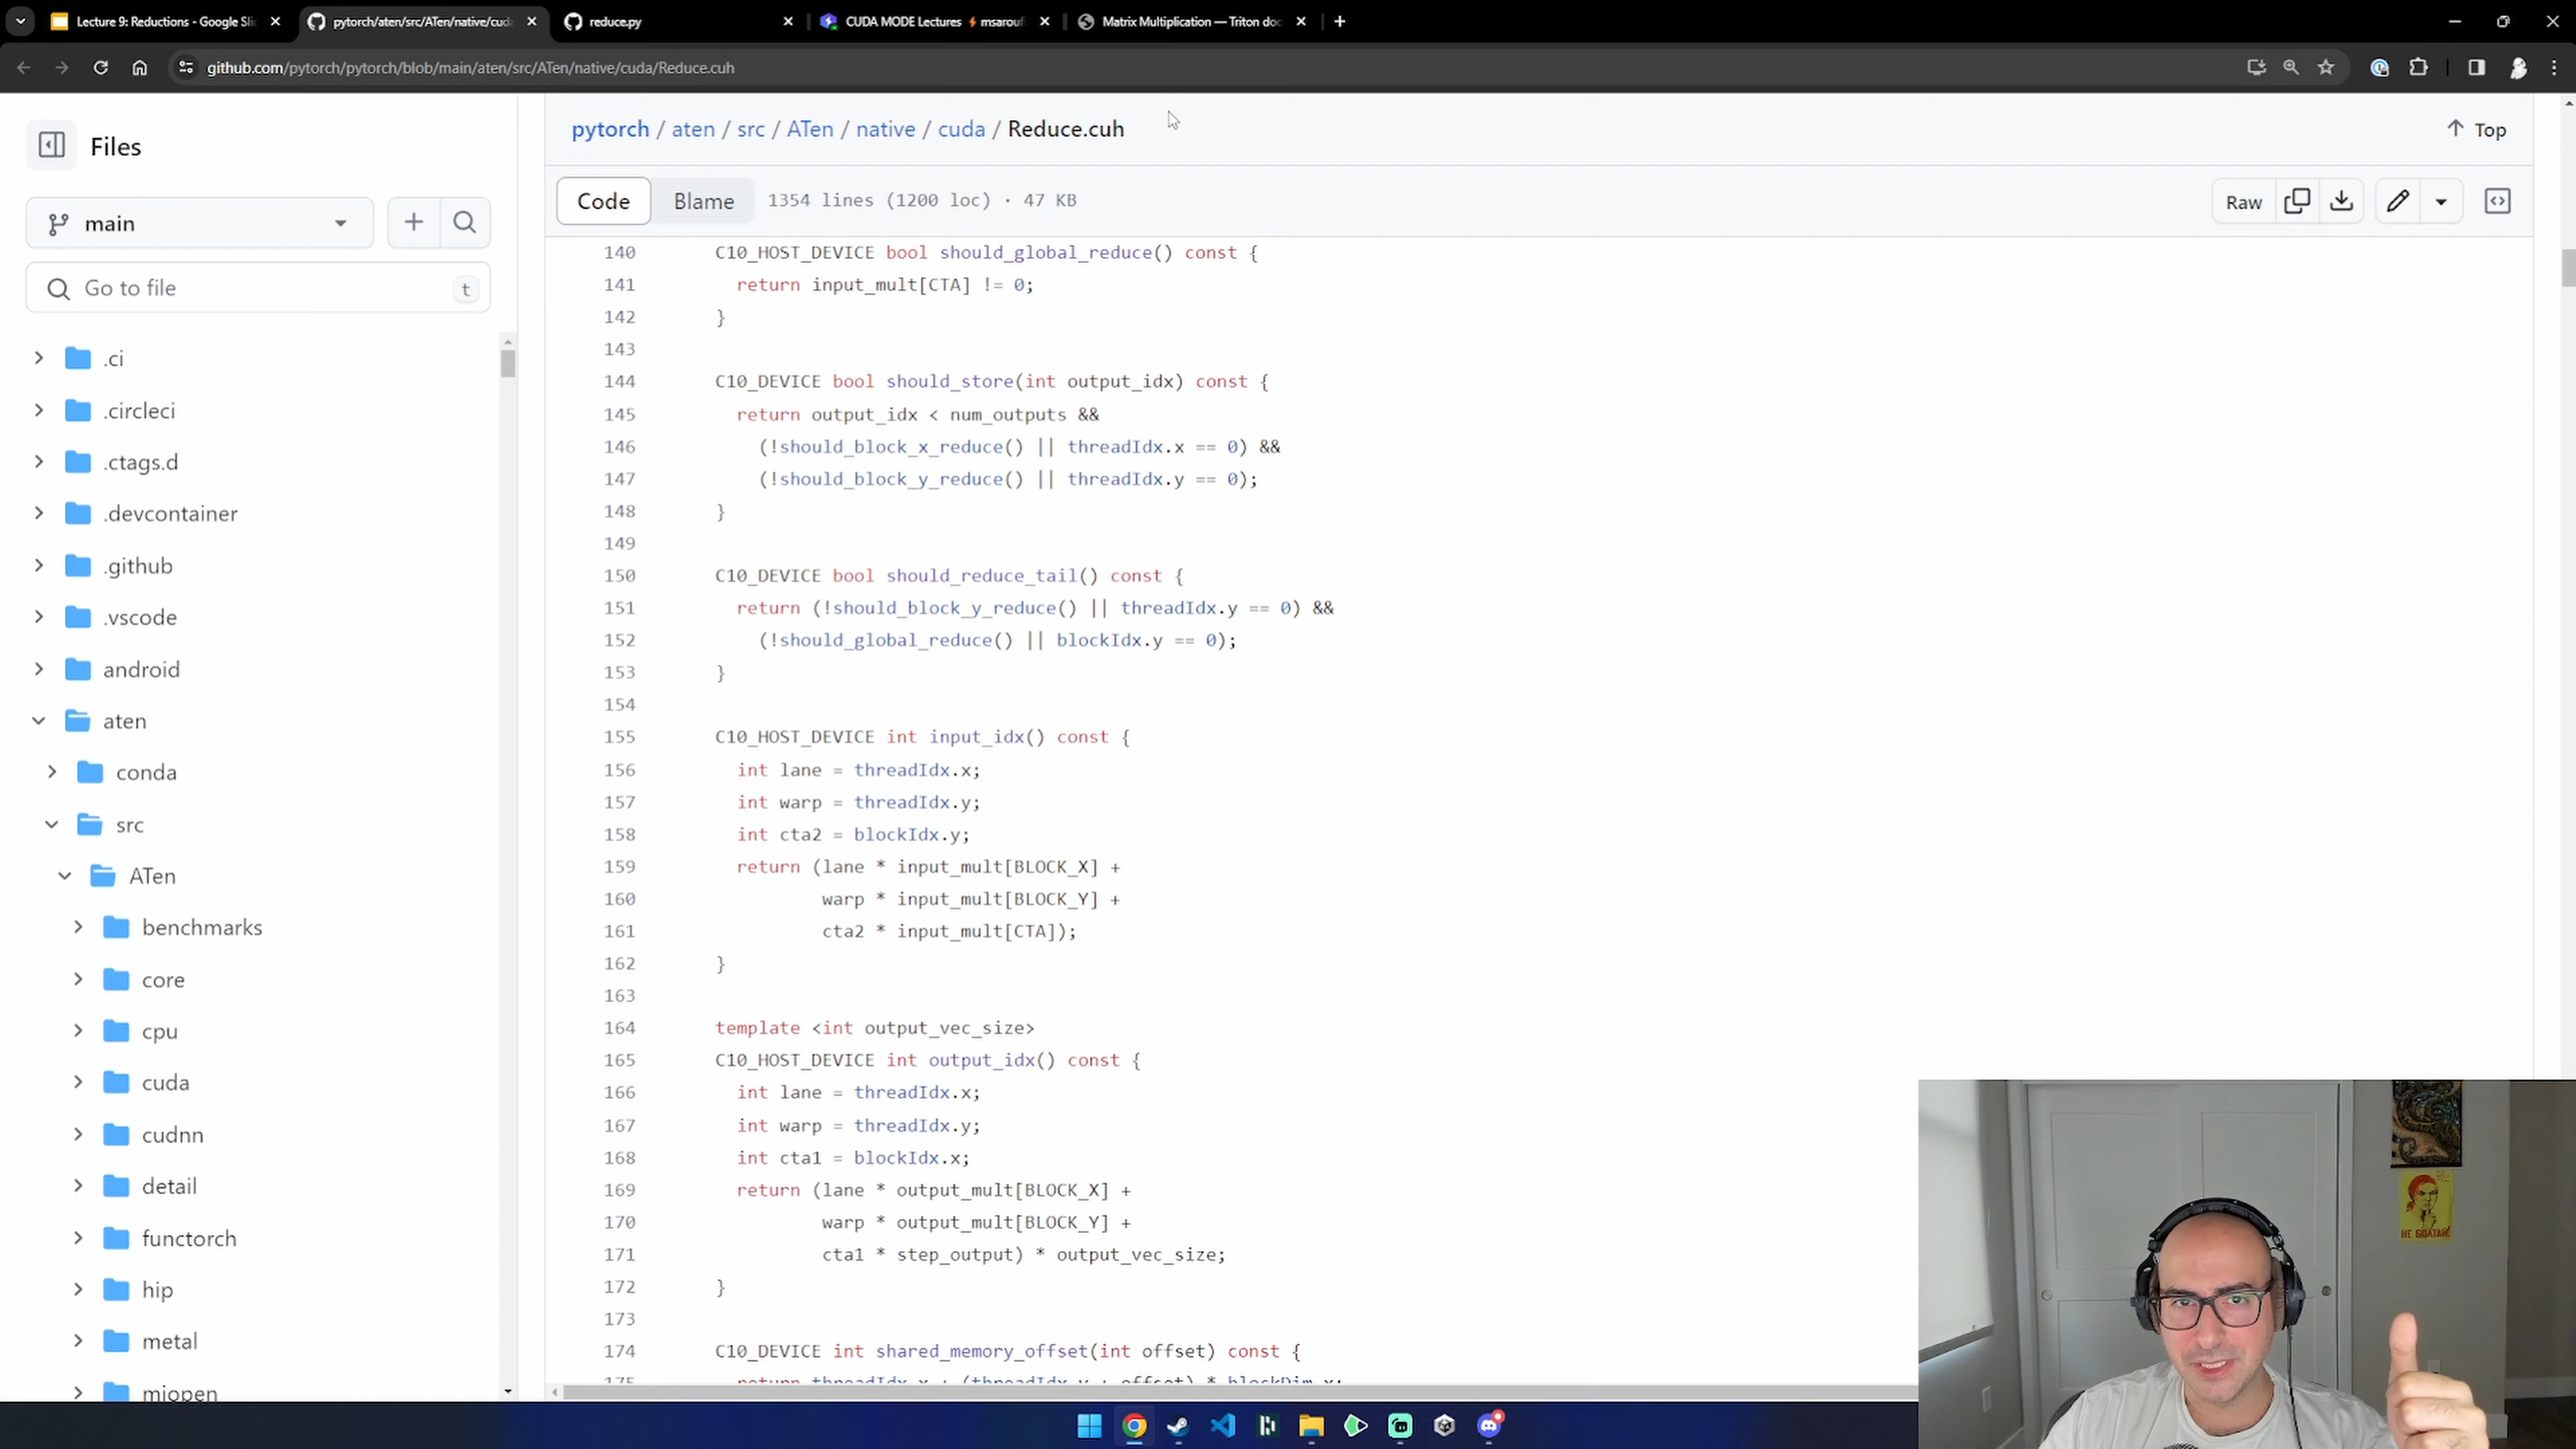 Lecture 9: Reductions - Google Sli
pytorch/aten/src/ATen/native/cud
reduce.py
CUDA MODE Lectures ⚡ msarouf
Matrix Multiplication — Triton doc
github.com/pytorch/pytorch/blob/main/aten/src/ATen/native/cuda/Reduce.cuh
Files
pytorch / aten / src / ATen / native / cuda / Reduce.cuh
Top
main
Code
Blame
1354 lines (1200 loc) · 47 KB
Raw
Go to file
t
.ci
.circleci
.ctags.d
.devcontainer
.github
.vscode
android
aten
conda
src
ATen
benchmarks
core
cpu
cuda
cudnn
detail
functorch
hip
metal
miopen
140 C10_HOST_DEVICE bool should_global_reduce() const {
141 return input_mult[CTA] != 0;
142 }
143
144 C10_DEVICE bool should_store(int output_idx) const {
145 return output_idx < num_outputs &&
146 (!should_block_x_reduce() || threadIdx.x == 0) &&
147 (!should_block_y_reduce() || threadIdx.y == 0);
148 }
149
150 C10_DEVICE bool should_reduce_tail() const {
151 return (!should_block_y_reduce() || threadIdx.y == 0) &&
152 (!should_global_reduce() || blockIdx.y == 0);
153 }
154
155 C10_HOST_DEVICE int input_idx() const {
156 int lane = threadIdx.x;
157 int warp = threadIdx.y;
158 int cta2 = blockIdx.y;
159 return (lane * input_mult[BLOCK_X] +
160 warp * input_mult[BLOCK_Y] +
161 cta2 * input_mult[CTA]);
162 }
163
164 template <int output_vec_size>
165 C10_HOST_DEVICE int output_idx() const {
166 int lane = threadIdx.x;
167 int warp = threadIdx.y;
168 int cta1 = blockIdx.x;
169 return (lane * output_mult[BLOCK_X] +
170 warp * output_mult[BLOCK_Y] +
171 cta1 * step_output) * output_vec_size;
172 }
173
174 C10_DEVICE int shared_memory_offset(int offset) const {
175 return threadIdx.x + (threadIdx.y + offset) * blockDim.x;
НЕ БОЛТАЙ!